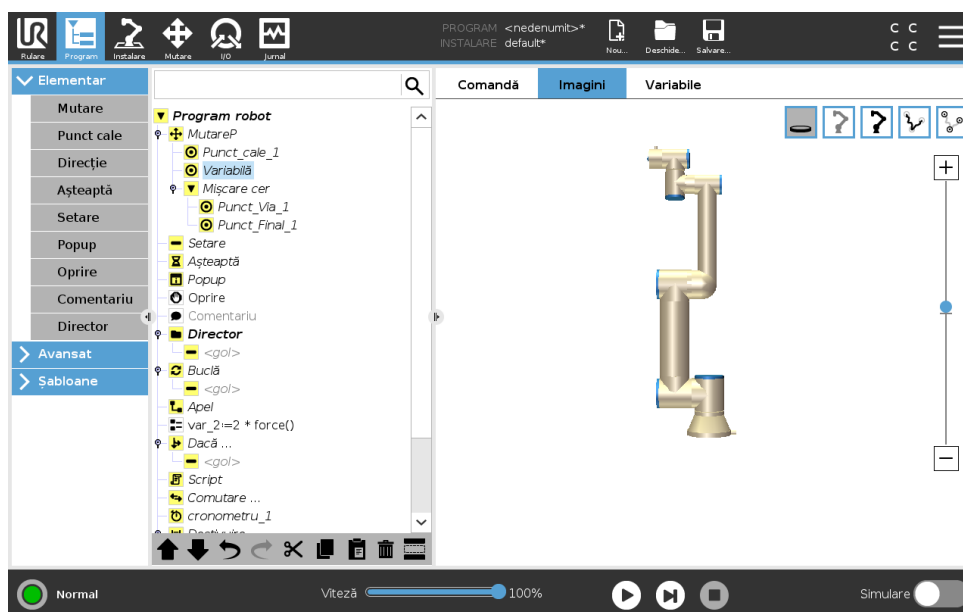 PROGRAM <nedenumit>*
INSTALARE default*
Rulare
Program
Instalare
Mutare
I/O
Jurnal
Nou...
Deschide...
Salvare...
C C
C C
Elementar
Mutare
Punct cale
Direcție
Așteaptă
Setare
Popup
Oprire
Comentariu
Director
Avansat
Șabloane
Program robot
MutareP
Punct_cale_1
Variabilă
Mișcare cer
Punct_Via_1
Punct_Final_1
Setare
Așteaptă
Popup
Oprire
Comentariu
Director
<gol>
Buclă
<gol>
Apel
var_2:=2 * force()
Dacă ...
<gol>
Script
Comutare ...
cronometru_1
Comandă
Imagini
Variabile
Normal
Viteză
100%
Simulare